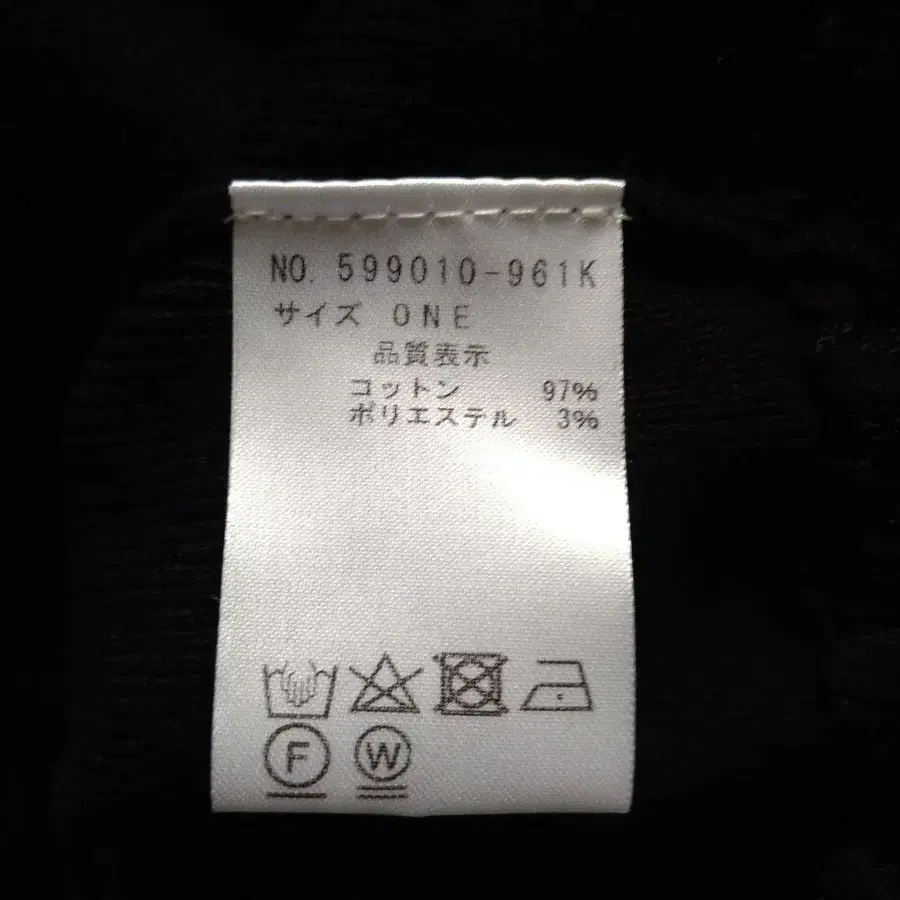 NO. 599010-961K
サイズ ONE
品質表示
コットン 97%
ポリエステル 3%
F W